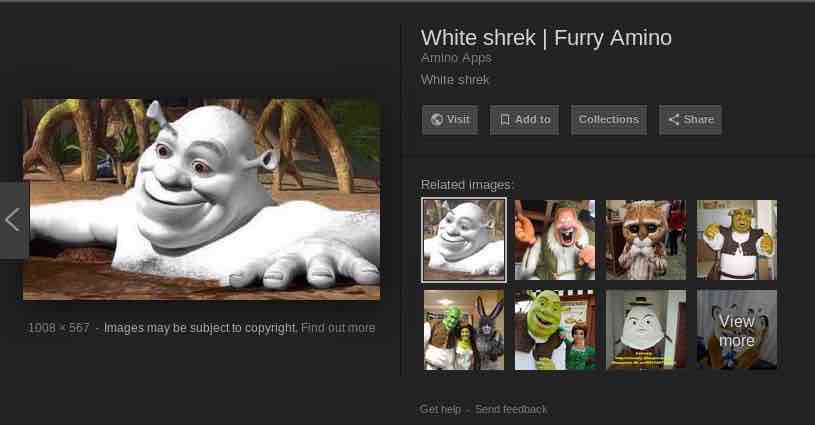 White shrek | Furry Amino
Amino Apps
White shrek
Visit
Add to
Collections
Share
Related images:
View
more
1008 × 567 - Images may be subject to copyright. Find out more
Get help - Send feedback